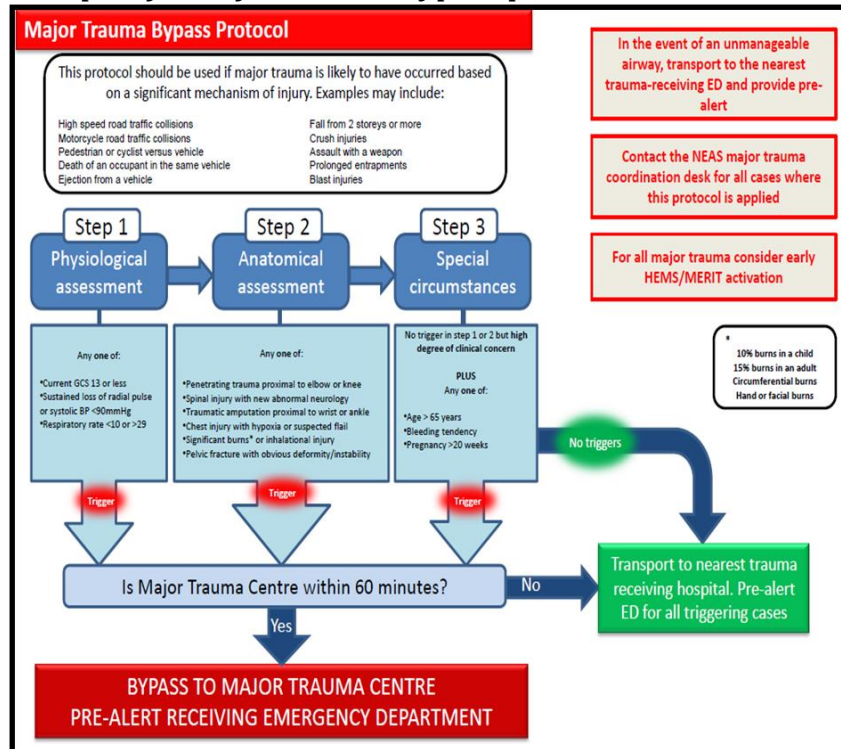 Major Trauma Bypass Protocol
This protocol should be used if major trauma is likely to have occurred based
on a significant mechanism of injury. Examples may include:
High speed road traffic collisions
Motorcycle road traffic collisions
Pedestrian or cyclist versus vehicle
Death of an occupant in the same vehicle
Ejection from a vehicle
Fall from 2 storeys or more
Crush injuries
Assault with a weapon
Prolonged entrapments
Blast injuries
In the event of an unmanageable
airway, transport to the nearest
trauma-receiving ED and provide pre-
alert
Contact the NEAS major trauma
coordination desk for all cases where
this protocol is applied
For all major trauma consider early
HEMS/MERIT activation
Step 1
Physiological
assessment
Any one of:
•Current GCS 13 or less
•Sustained loss of radial pulse
or systolic BP <90mmHg
•Respiratory rate <10 or >29
Trigger
Step 2
Anatomical
assessment
Any one of:
•Penetrating trauma proximal to elbow or knee
•Spinal injury with new abnormal neurology
•Traumatic amputation proximal to wrist or ankle
•Chest injury with hypoxia or suspected flail
•Significant burns* or inhalational injury
•Pelvic fracture with obvious deformity/instability
Trigger
Step 3
Special
circumstances
No trigger in step 1 or 2 but high
degree of clinical concern
PLUS
Any one of:
•Age > 65 years
•Bleeding tendency
•Pregnancy >20 weeks
Trigger
*
10% burns in a child
15% burns in an adult
Circumferential burns
Hand or facial burns
No triggers
Is Major Trauma Centre within 60 minutes?
No
Transport to nearest trauma
receiving hospital. Pre-alert
ED for all triggering cases
Yes
BYPASS TO MAJOR TRAUMA CENTRE
PRE-ALERT RECEIVING EMERGENCY DEPARTMENT